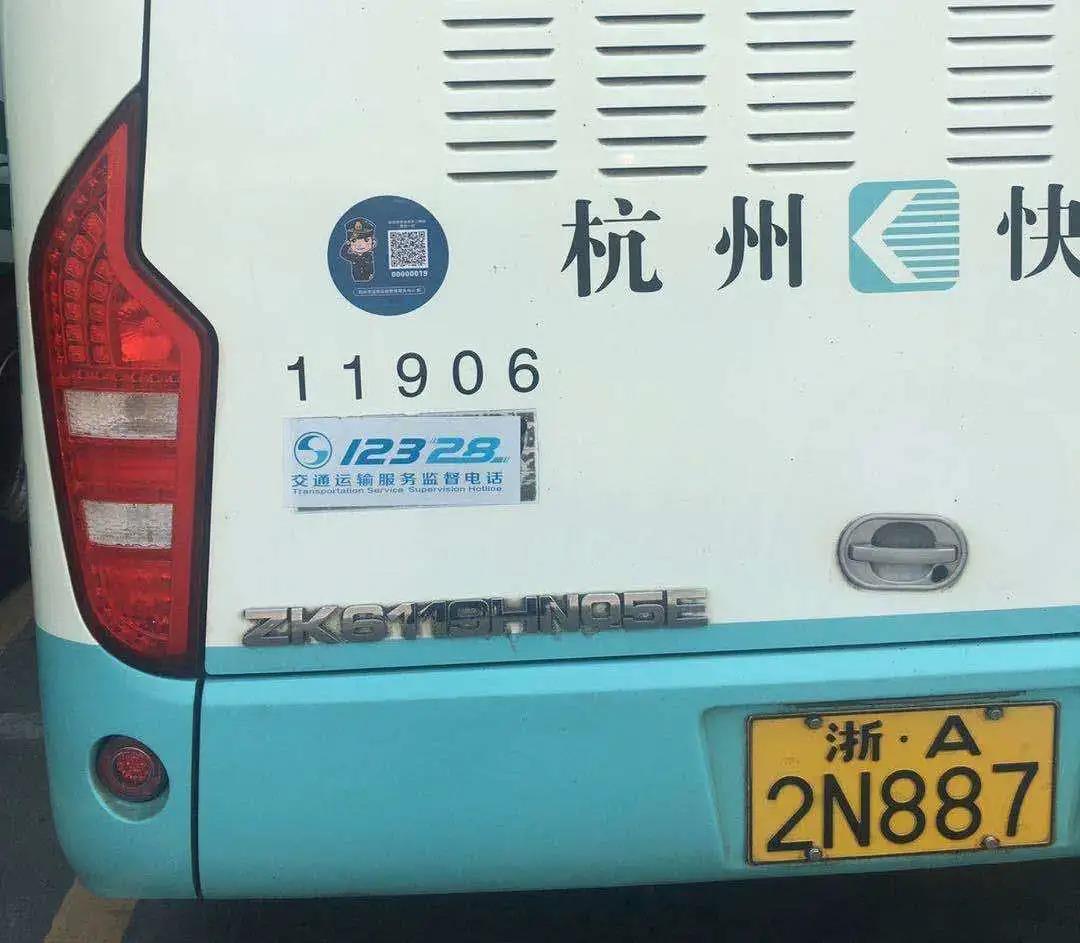 杭州 快
00000019
11906
12328
交通运输服务监督电话
Transportation Service Supervision Hotline
ZK6119HNQ5E
浙·A
2N887